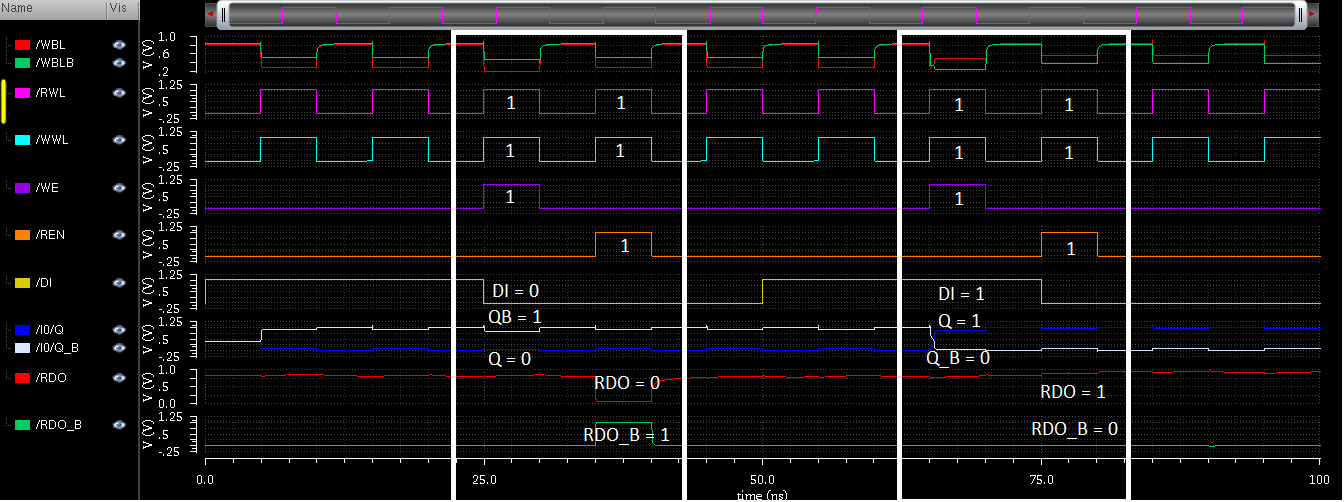 Name Vis
/WBL
/WBLB
/RWL
/WWL
/WE
/REN
/DI
/I0/Q
/I0/Q_B
/RDO
/RDO_B
V (V) 1.0 .6 .2
V (V) 1.25 .5 -.25
1 1 1 1
V (V) 1.25 .5 -.25
1 1 1 1
V (V) 1.25 .5 -.25
1 1
V (V) 1.25 .5 -.25
1 1
V (V) 1.25 .5 -.25
DI = 0 DI = 1
V (V) 1.25 .5 -.25
QB = 1 Q = 1
Q = 0 Q_B = 0
V (V) 1.0 .5 0.0
RDO = 0 RDO = 1
V (V) 1.25 .5 -.25
RDO_B = 1 RDO_B = 0
0.0 25.0 50.0 75.0 100
time (ns)